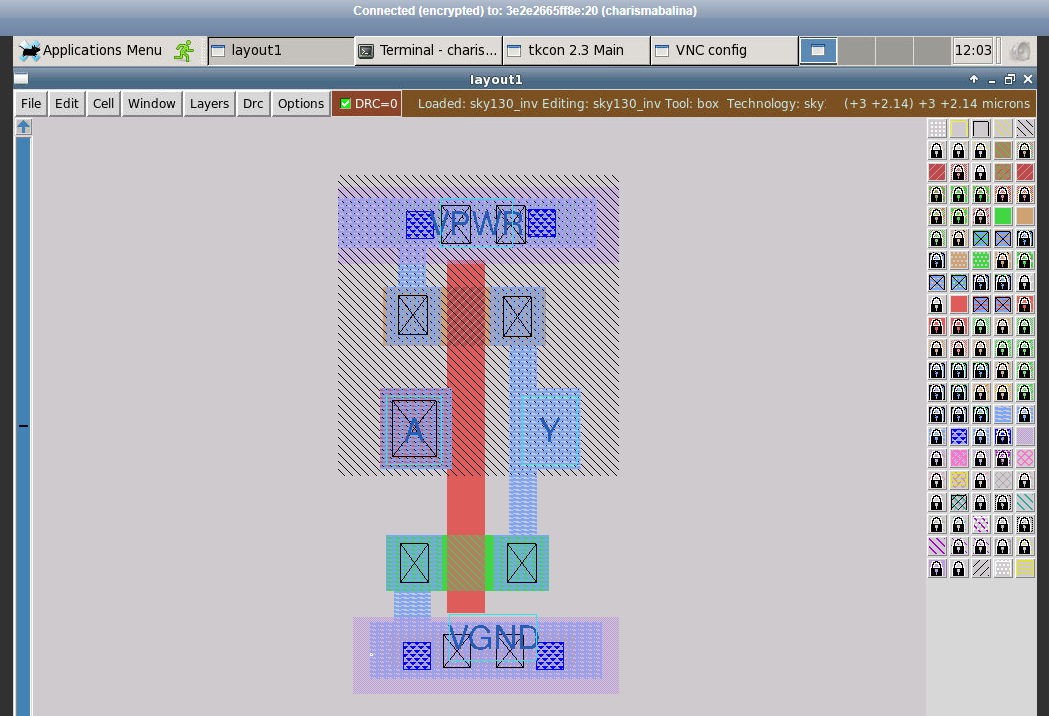 Connected (encrypted) to: 3e2e2665ff8e:20 (charismabalina)
Applications Menu layout1 Terminal - charis... tkcon 2.3 Main VNC config 12:03
layout1
File Edit Cell Window Layers Drc Options DRC=0 Loaded: sky130_inv Editing: sky130_inv Tool: box Technology: sky (+3 +2.14) +3 +2.14 microns
VPWR
A Y
VGND